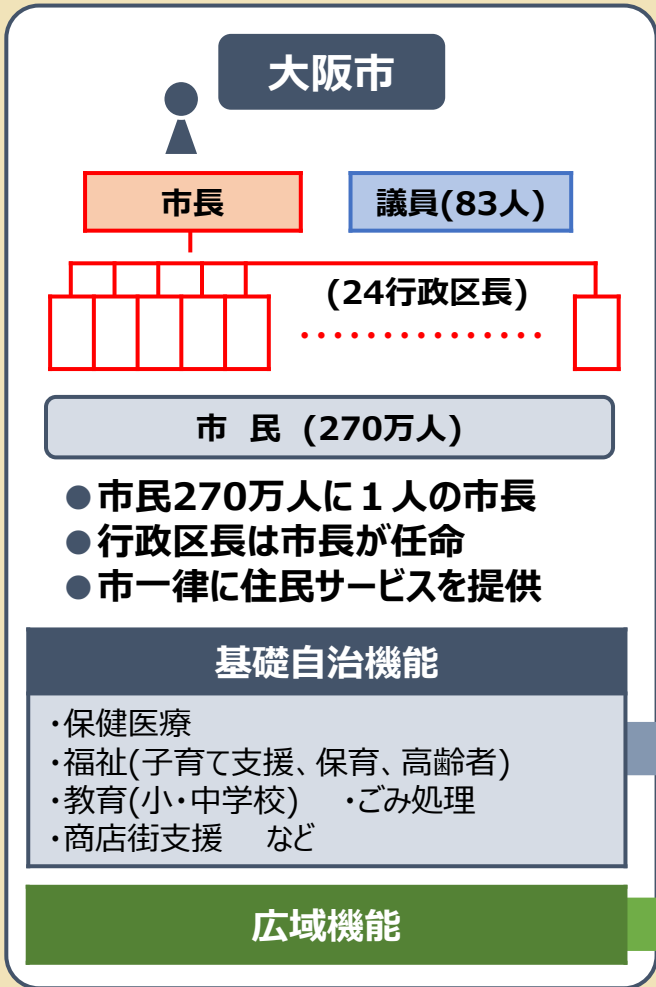 大阪市
市長
議員(83人)
(24行政区長)
市 民 (270万人)
●市民270万人に１人の市長
●行政区長は市長が任命
●市一律に住民サービスを提供
基礎自治機能
・保健医療
・福祉(子育て支援、保育、高齢者)
・教育(小・中学校) ・ごみ処理
・商店街支援 など
広域機能